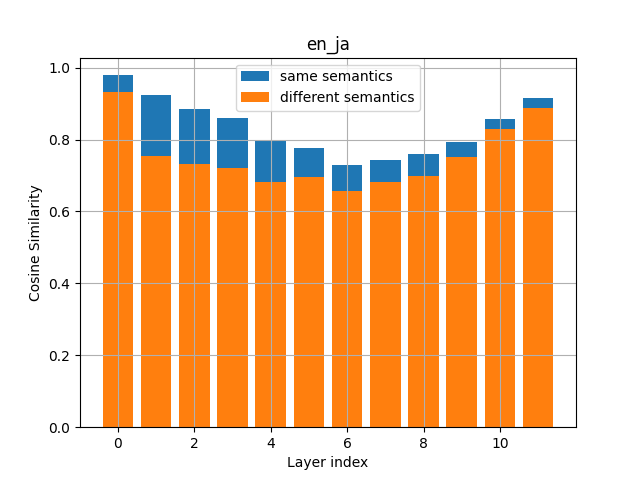 en_ja
same semantics
different semantics
1.0
0.8
0.6
0.4
0.2
0.0
Cosine Similarity
0 2 4 6 8 10
Layer index